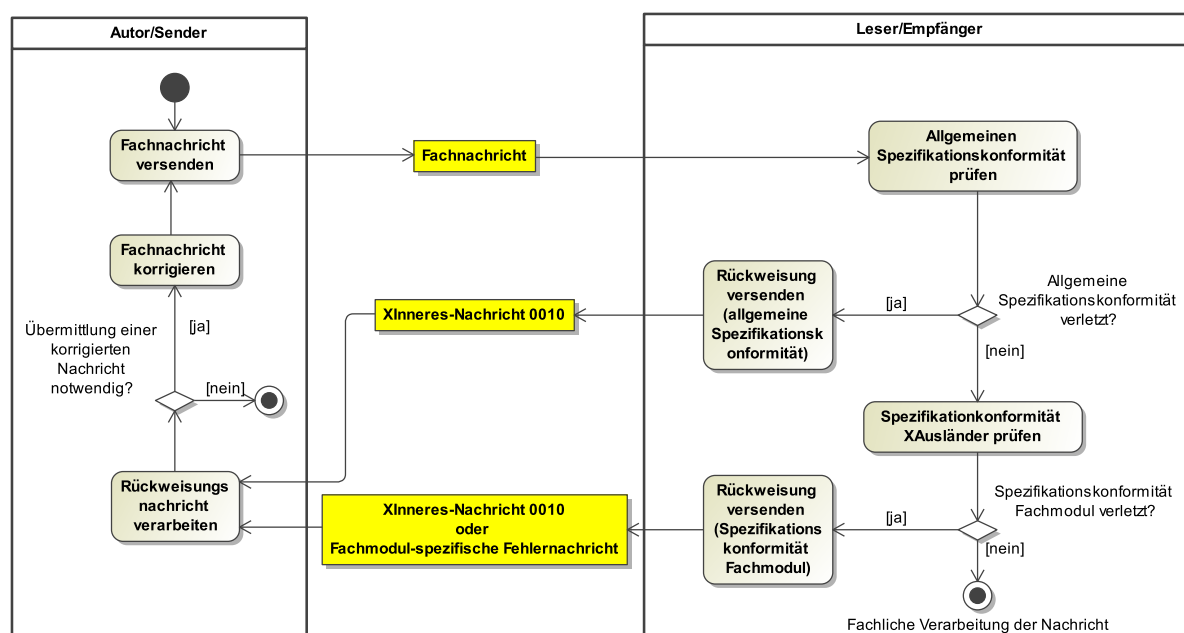 Autor/Sender
Leser/Empfänger
Fachnachricht
versenden
Fachnachricht
Allgemeinen
Spezifikationskonformität
prüfen
Fachnachricht
korrigieren
Übermittlung einer
korrigierten
Nachricht
notwendig?
[ja]
[nein]
XInneres-Nachricht 0010
Rückweisung
versenden
(allgemeine
Spezifikationsk
onformität)
[ja]
Allgemeine
Spezifikationskonformität
verletzt?
[nein]
Spezifikationkonformität
XAusländer prüfen
Rückweisungs
nachricht
verarbeiten
XInneres-Nachricht 0010
oder
Fachmodul-spezifische Fehlernachricht
Rückweisung
versenden
(Spezifikations
konformität
Fachmodul)
[ja]
Spezifikationskonformität
Fachmodul verletzt?
[nein]
Fachliche Verarbeitung der Nachricht